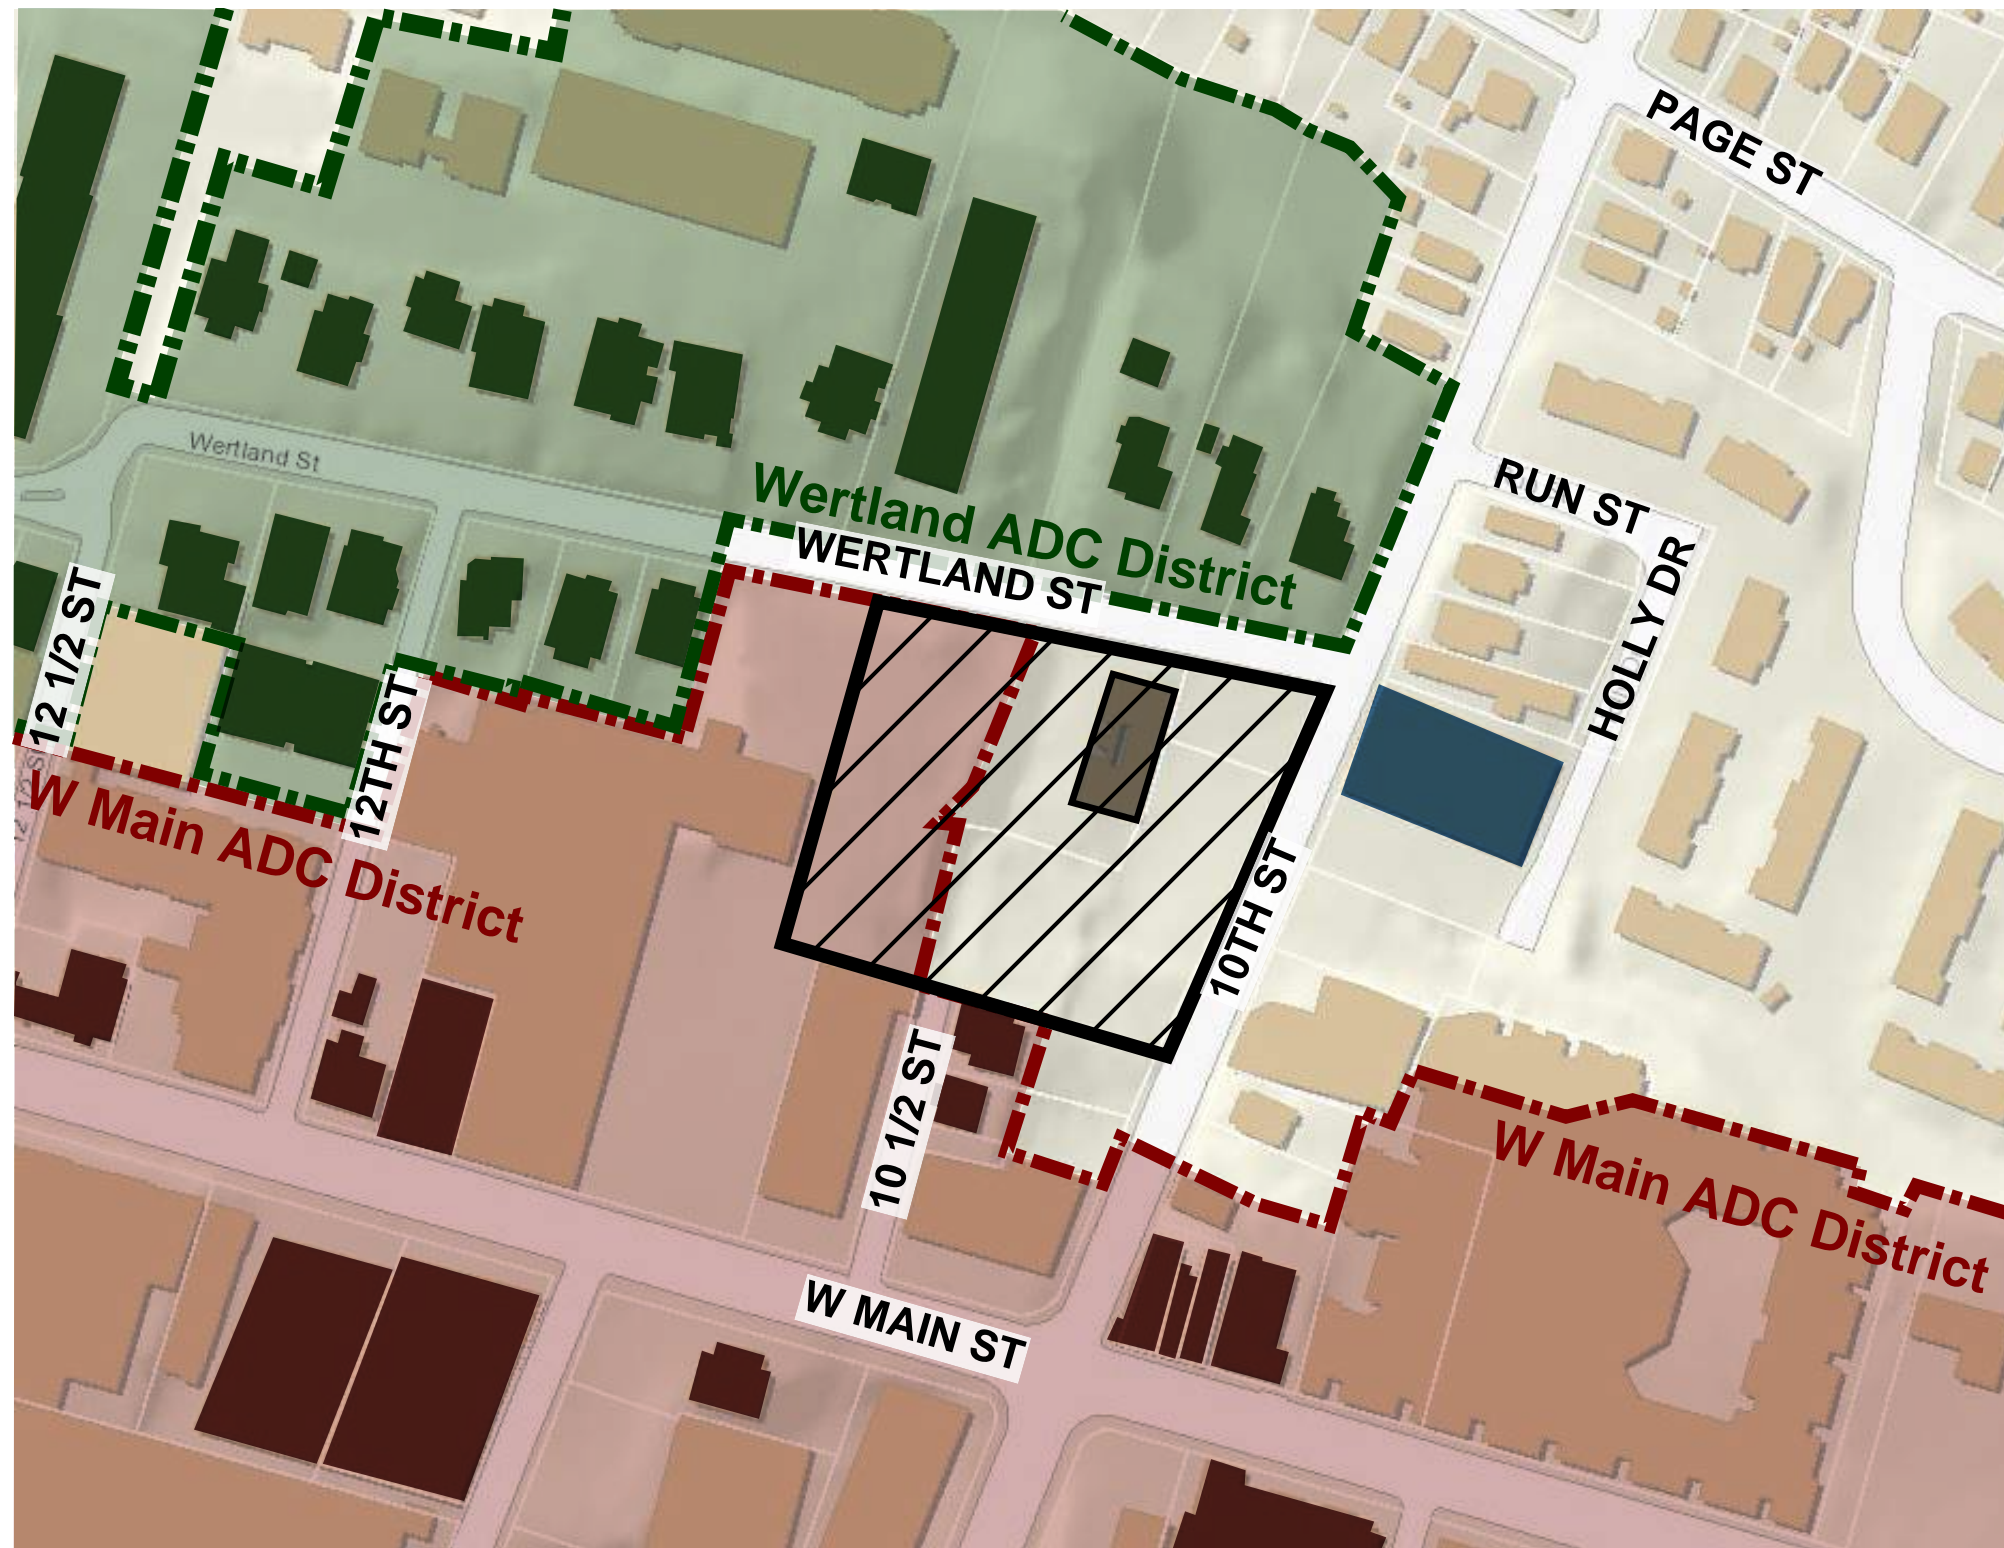 PAGE ST
Wertland St
RUN ST
Wertland ADC District
WERTLAND ST
HOLLY DR
12 1/2 ST
12TH ST
W Main ADC District
10TH ST
10 1/2 ST
W Main ADC District
W MAIN ST